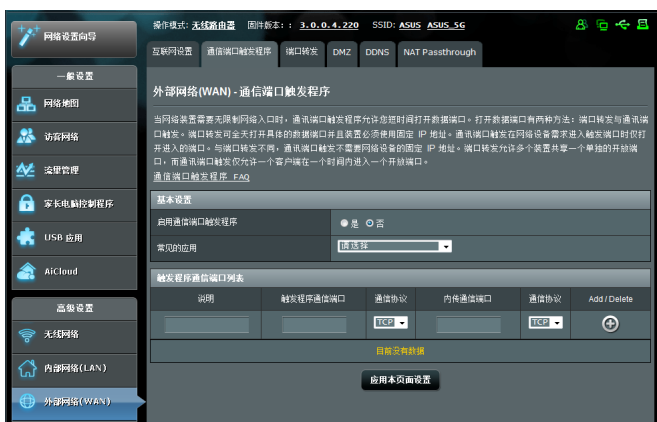 操作模式: 无线路由器 固件版本: : 3.0.0.4.220 SSID: ASUS ASUS_5G
网络设置向导
互联网设置 通信端口触发程序 端口转发 DMZ DDNS NAT Passthrough
一般设置
网络地图
访客网络
流量管理
家长电脑控制程序
USB 应用
AiCloud
高级设置
无线网络
内部网络(LAN)
外部网络(WAN)
外部网络(WAN) - 通信端口触发程序
当网络装置需要无限制网络入口时,通讯端口触发程序允许您短时间打开数据端口。打开数据端口有两种方法: 端口转发与通讯端
口触发。端口转发可全天打开具体的数据端口并且装置必须使用固定 IP 地址。通讯端口触发在网络设备需求进入触发端口时仅打
开进入的端口。与端口转发不同,通讯端口触发不需要网络设备的固定 IP 地址。端口转发允许多个装置共享一个单独的开放端
口,而通讯端口触发仅允许一个客户端在一个时间内进入一个开放端口。
通信端口触发程序 FAQ
基本设置
启用通信端口触发程序 是 否
常见的应用 请选择
触发程序通信端口列表
说明 触发程序通信端口 通信协议 内传通信端口 通信协议 Add / Delete
TCP TCP
目前没有数据
应用本页面设置